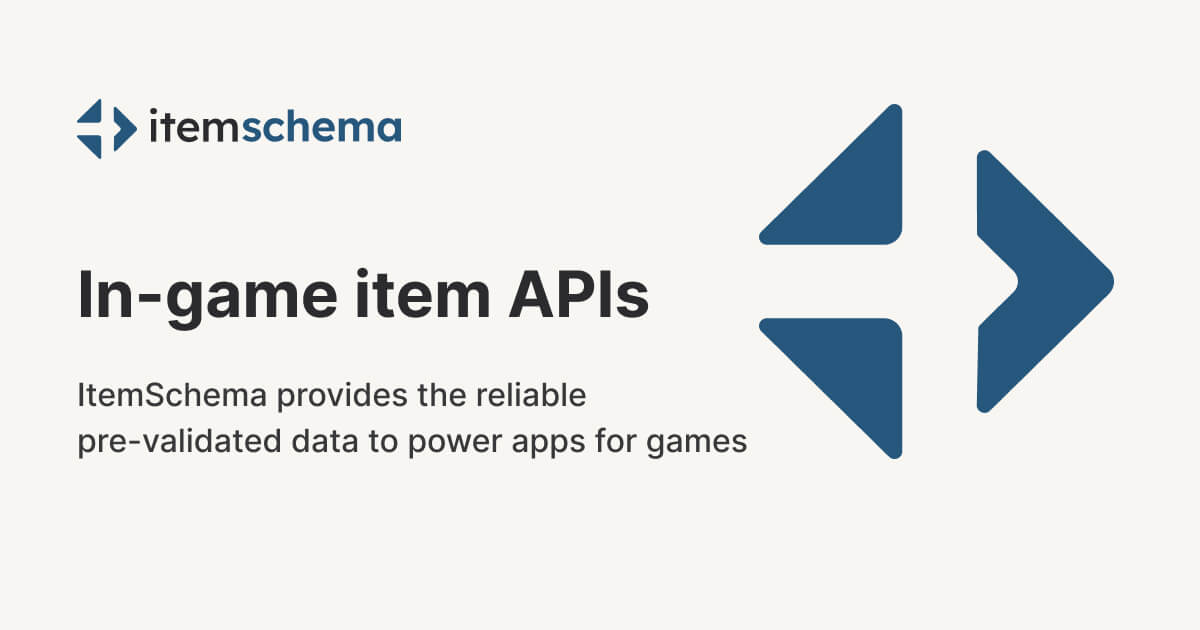 itemschema
In-game item APIs
ItemSchema provides the reliable
pre-validated data to power apps for games